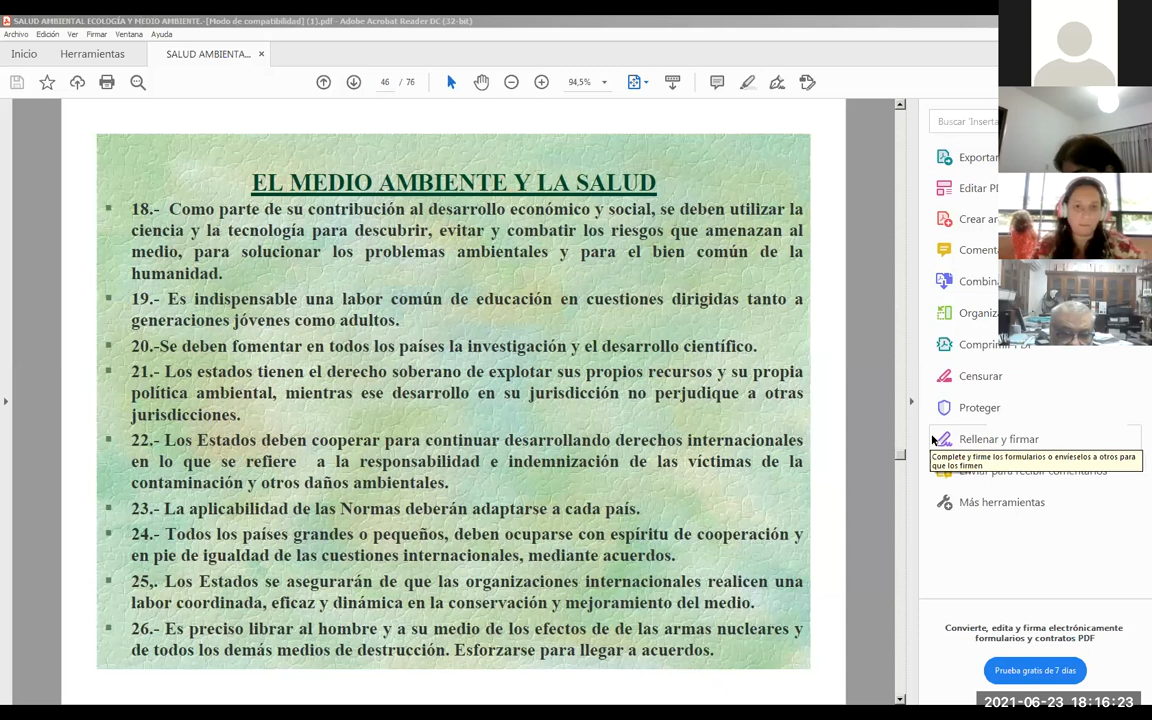 SALUD AMBIENTAL ECOLOGÍA Y MEDIO AMBIENTE. [Modo de compatibilidad] (1).pdf - Adobe Acrobat Reader DC (32-bit)
Archivo Edición Ver Firmar Ventana Ayuda
Inicio Herramientas SALUD AMBIENTA... ×
46 / 76 94,5%
EL MEDIO AMBIENTE Y LA SALUD
18.- Como parte de su contribución al desarrollo económico y social, se deben utilizar la
ciencia y la tecnología para descubrir, evitar y combatir los riesgos que amenazan al
medio, para solucionar los problemas ambientales y para el bien común de la
humanidad.
19.- Es indispensable una labor común de educación en cuestiones dirigidas tanto a
generaciones jóvenes como adultos.
20.-Se deben fomentar en todos los países la investigación y el desarrollo científico.
21.- Los estados tienen el derecho soberano de explotar sus propios recursos y su propia
política ambiental, mientras ese desarrollo en su jurisdicción no perjudique a otras
jurisdicciones.
22.- Los Estados deben cooperar para continuar desarrollando derechos internacionales
en lo que se refiere a la responsabilidad e indemnización de las víctimas de la
contaminación y otros daños ambientales.
23.- La aplicabilidad de las Normas deberán adaptarse a cada país.
24.- Todos los países grandes o pequeños, deben ocuparse con espíritu de cooperación y
en pie de igualdad de las cuestiones internacionales, mediante acuerdos.
25,. Los Estados se asegurarán de que las organizaciones internacionales realicen una
labor coordinada, eficaz y dinámica en la conservación y mejoramiento del medio.
26.- Es preciso librar al hombre y a su medio de los efectos de de las armas nucleares y
de todos los demás medios de destrucción. Esforzarse para llegar a acuerdos.
Buscar 'Inserta
Exportar
Editar PD
Crear ar
Comenta
Combin
Organiza
Comprimir PDF
Censurar
Proteger
Rellenar y firmar
Complete y firme los formularios o envíeselos a otros para
que los firmen
Enviar para recibir comentarios
Más herramientas
Convierte, edita y firma electrónicamente
formularios y contratos PDF
Prueba gratis de 7 días
2021-06-23 18:16:23